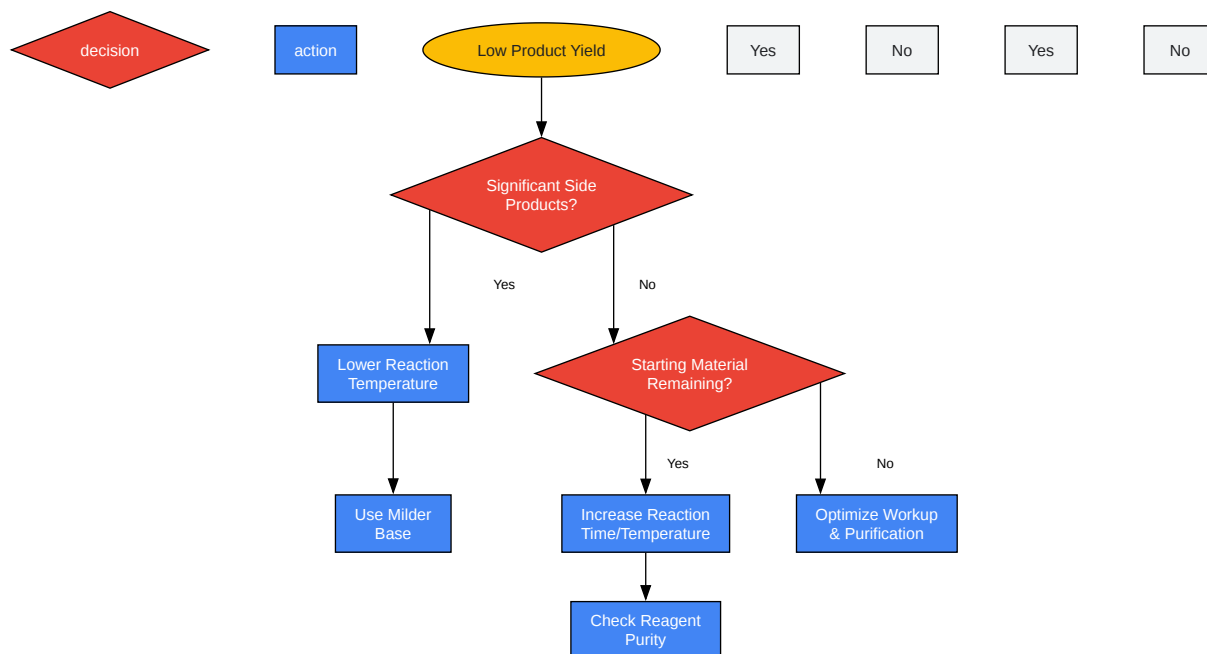 decision
action
Low Product Yield
Yes
No
Yes
No
Significant Side
Products?
Yes
No
Lower Reaction
Temperature
Starting Material
Remaining?
Yes
No
Use Milder
Base
Increase Reaction
Time/Temperature
Optimize Workup
& Purification
Check Reagent
Purity